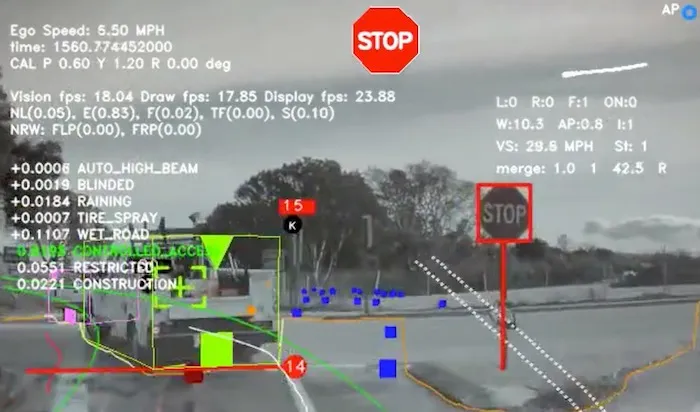 AP
STOP
Ego Speed: 5.50 MPH
time: 1560.774452000
CAL P 0.60 Y 1.20 R 0.00 deg
Vision fps: 18.04 Draw fps: 17.85 Display fps: 23.88
NL(0.05), E(0.83), F(0.02), TF(0.00), S(0.10)
NRW: FLP(0.00), FRP(0.00)
L:0 R:0 F:1 ON:0
W:10.3 AP:0.8 I:1
VS: 29.6 MPH SI: 1
merge: 1.0 1 42.5 R
+0.0006 AUTO_HIGH_BEAM
+0.0019 BLINDED
+0.0184 RAINING
+0.0007 TIRE_SPRAY
+0.1107 WET_ROAD
CONTROLLED_ACCE
0.0551 RESTRICTED
0.0221 CONSTRUCTION
15
K
STOP
14